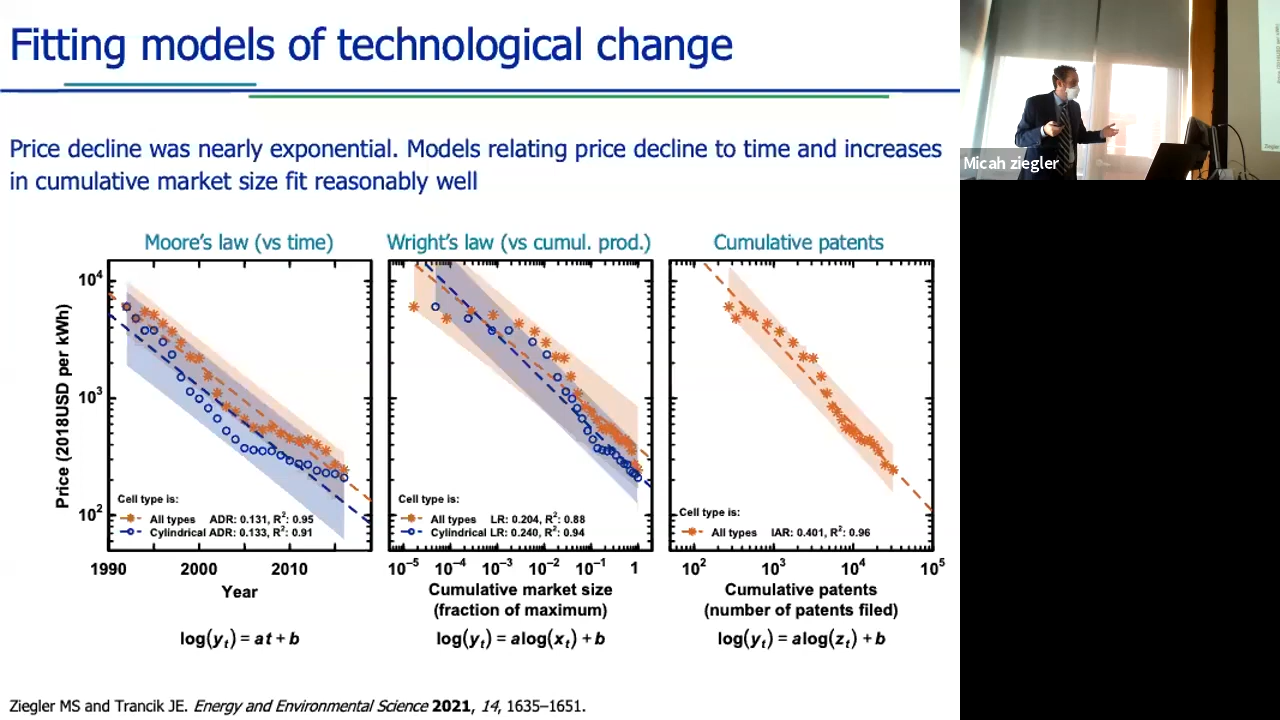 Fitting models of technological change
Price decline was nearly exponential. Models relating price decline to time and increases
in cumulative market size fit reasonably well
Moore's law (vs time)
Wright's law (vs cumul. prod.)
Cumulative patents
Price (2018USD per kWh)
10⁴
10³
10²
Cell type is:
All types ADR: 0.131, R²: 0.95
Cylindrical ADR: 0.133, R²: 0.91
1990 2000 2010
Year
log(yₜ) = at + b
Cell type is:
All types LR: 0.204, R²: 0.88
Cylindrical LR: 0.240, R²: 0.94
10⁻⁵ 10⁻⁴ 10⁻³ 10⁻² 10⁻¹ 1
Cumulative market size
(fraction of maximum)
log(yₜ) = alog(xₜ) + b
Cell type is:
All types IAR: 0.401, R²: 0.96
10² 10³ 10⁴ 10⁵
Cumulative patents
(number of patents filed)
log(yₜ) = alog(zₜ) + b
Ziegler MS and Trancik JE. Energy and Environmental Science 2021, 14, 1635–1651.
Micah ziegler